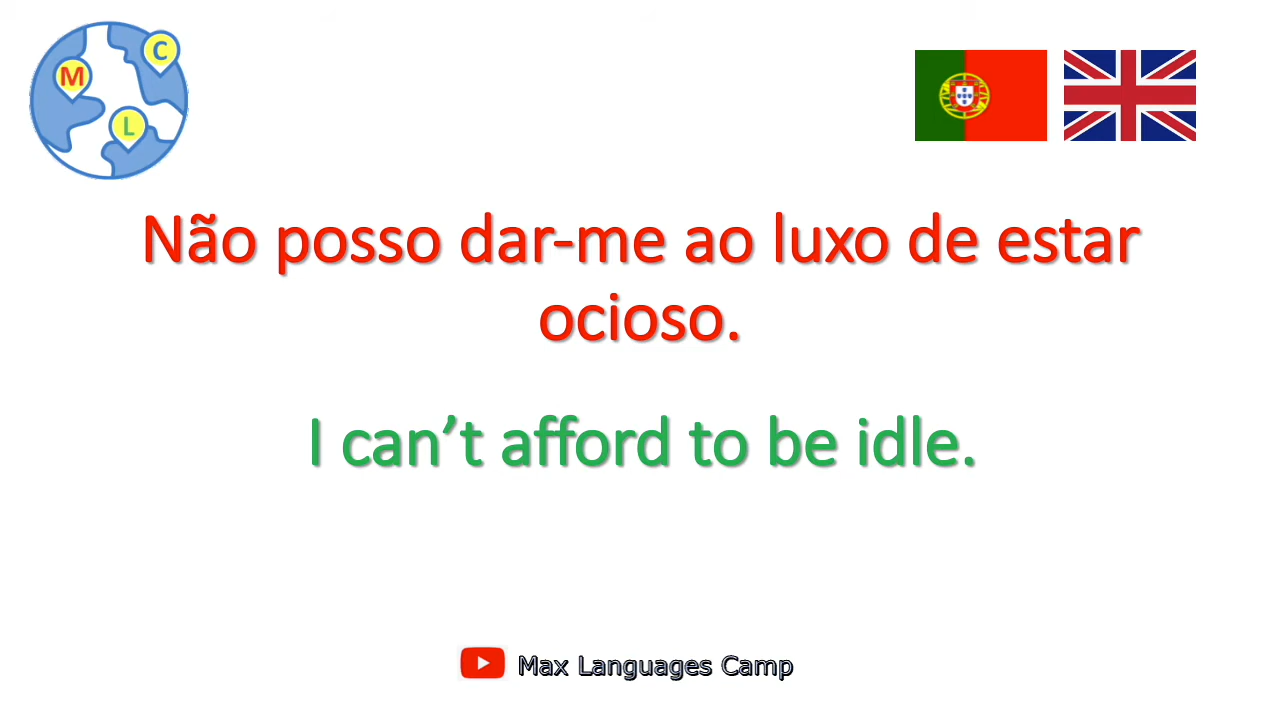 C
M
L
Não posso dar-me ao luxo de estar
ocioso.
I can’t afford to be idle.
Max Languages Camp